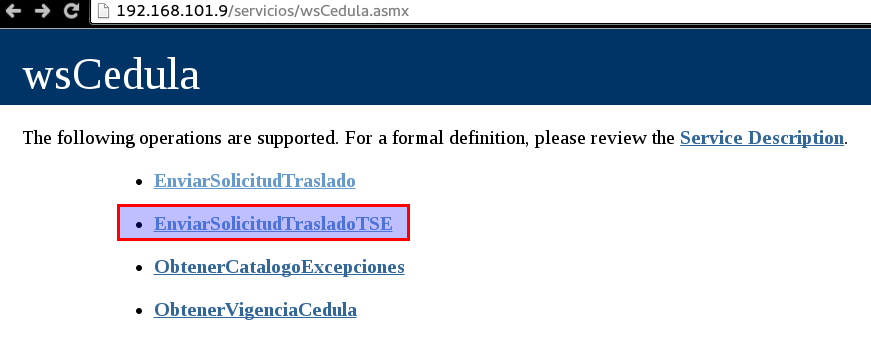 192.168.101.9/servicios/wsCedula.asmx
wsCedula
The following operations are supported. For a formal definition, please review the Service Description.
EnviarSolicitudTraslado
EnviarSolicitudTrasladoTSE
ObtenerCatalogoExcepciones
ObtenerVigenciaCedula